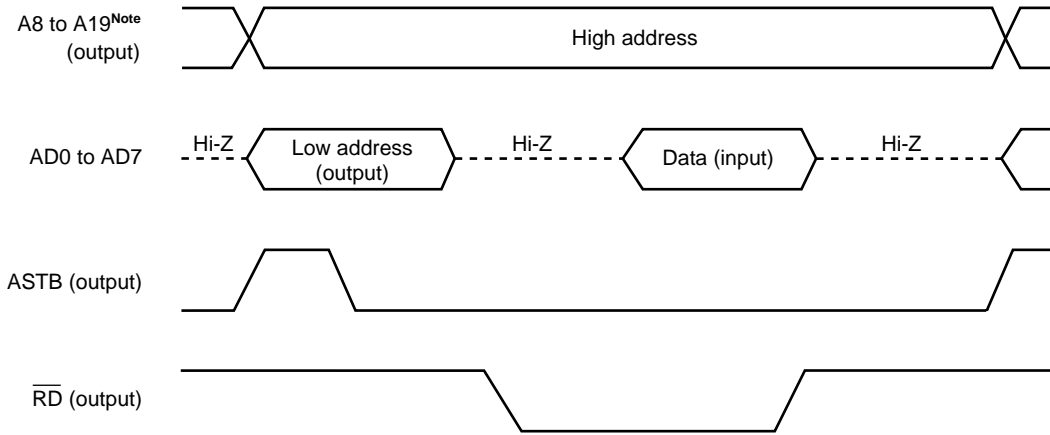 A8 to A19Note
(output)
High address
AD0 to AD7
Hi-Z
Low address
(output)
Hi-Z
Data (input)
Hi-Z
ASTB (output)
RD (output)